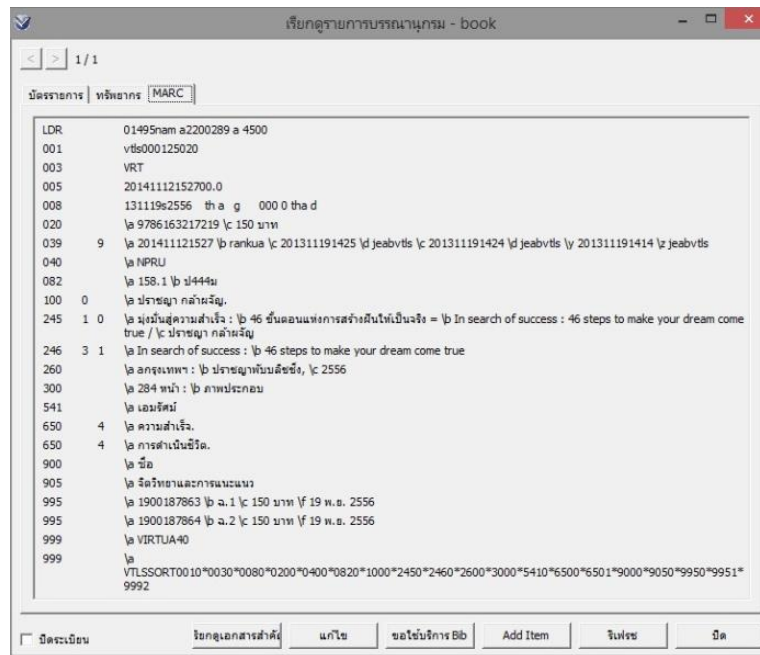 เรียกดูรายการบรรณานุกรม - book
< > 1 / 1
บัตรรายการ ทรัพยากร MARC
LDR 01495nam a2200289 a 4500
001 vtls000125020
003 VRT
005 20141112152700.0
008 131119s2556 th a g 000 0 tha d
020 \a 9786163217219 \c 150 บาท
039 9 \a 201411121527 \b rankua \c 201311191425 \d jeabvtls \c 201311191424 \d jeabvtls \y 201311191414 \z jeabvtls
040 \a NPRU
082 \a 158.1 \b ป444ม
100 0 \a ปราชญา กล้าผจัญ.
245 1 0 \a มุ่งมั่นสู่ความสำเร็จ : \b 46 ขั้นตอนแห่งการสร้างฝันให้เป็นจริง = \b In search of success : 46 steps to make your dream come
true / \c ปราชญา กล้าผจัญ
246 3 1 \a In search of success : \b 46 steps to make your dream come true
260 \a กรุงเทพฯ : \b ปราชญาพับบลิชชิ่ง, \c 2556
300 \a 284 หน้า : \b ภาพประกอบ
541 \a เอมรัศม์
650 4 \a ความสำเร็จ.
650 4 \a การดำเนินชีวิต.
900 \a ซื้อ
905 \a จิตวิทยาและการแนะแนว
995 \a 1900187863 \b ฉ.1 \c 150 บาท \f 19 พ.ย. 2556
995 \a 1900187864 \b ฉ.2 \c 150 บาท \f 19 พ.ย. 2556
999 \a VIRTUA40
999 \a
VTLSSORT0010*0030*0080*0200*0400*0820*1000*2450*2460*2600*3000*5410*6500*6501*9000*9050*9950*9951*
9992
ปิดระเบียน รียกดูเอกสารสำคั แก้ไข ขอใช้บริการ Bib Add Item รีเฟรช ปิด